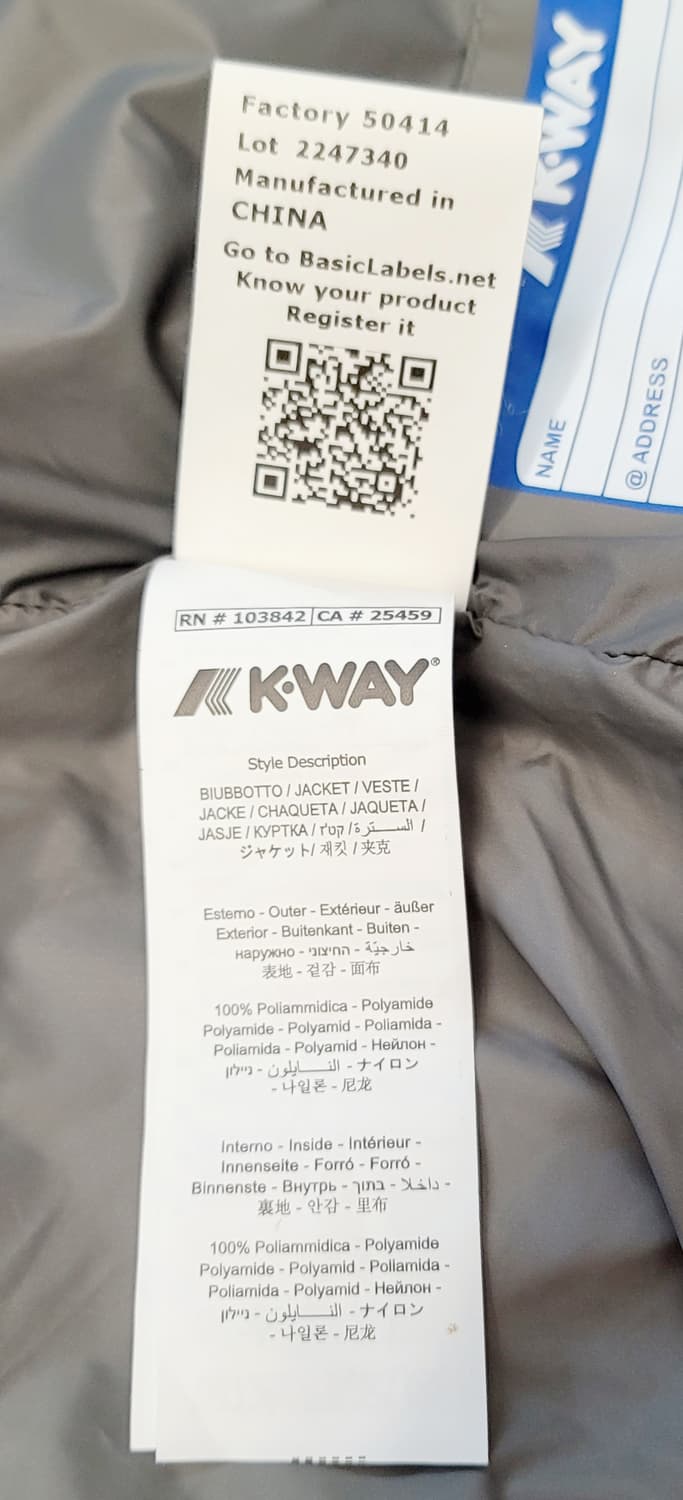 Factory 50414
Lot 2247340
Manufactured in
CHINA
Go to BasicLabels.net
Know your product
Register it
K·WAY
NAME
@ ADDRESS
RN # 103842 CA # 25459
K·WAY®
Style Description
BIUBBOTTO / JACKET / VESTE /
JACKE / CHAQUETA / JAQUETA /
JASJE / КУРТКА / קט'ז / السـترة /
ジャケット/ 재킷 / 夹克
Esterno - Outer - Extérieur - äußer
Exterior - Buitenkant - Buiten -
наружно - החיצוני - خارجيّة
表地 - 겉감 - 面布
100% Poliammidica - Polyamide
Polyamide - Polyamid - Poliamida -
Poliamida - Polyamid - Нейлон -
ניילון - النـــايلون - ナイロン
- 나일론 - 尼龙
Interno - Inside - Intérieur -
Innenseite - Forró - Forró -
Binnenste - Внутрь - בתוך - داخلا -
裏地 - 안감 - 里布
100% Poliammidica - Polyamide
Polyamide - Polyamid - Poliamida -
Poliamida - Polyamid - Нейлон -
ניילון - النـــايلون - ナイロン
- 나일론 - 尼龙